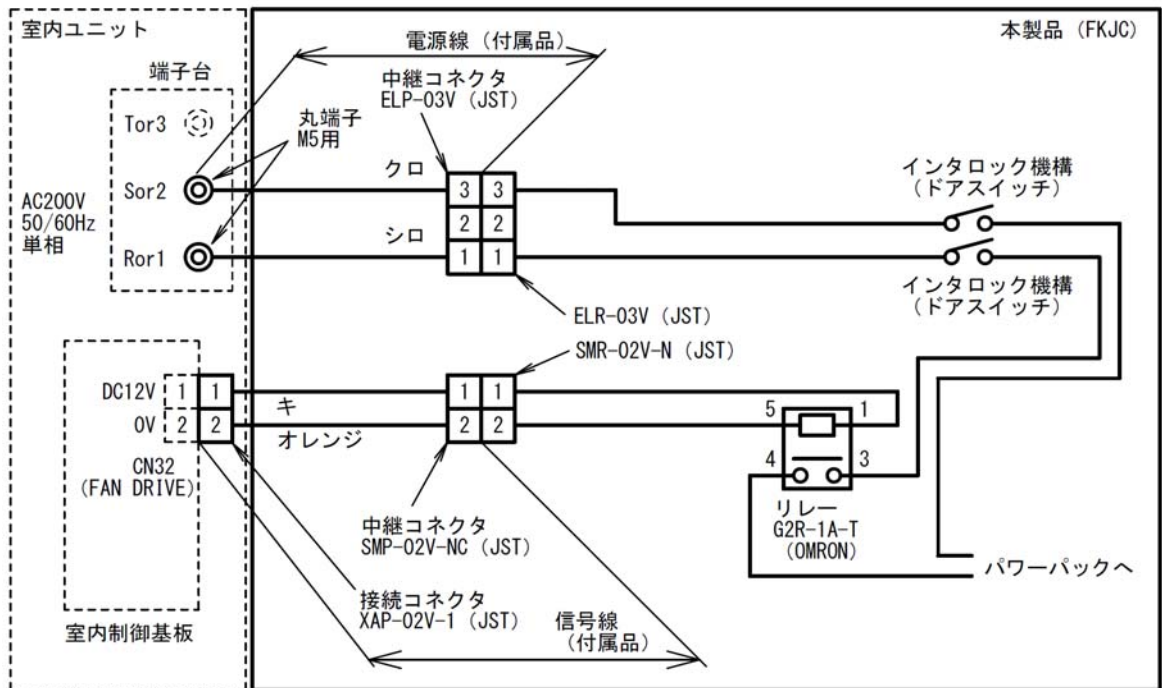 室内ユニット
本製品（FKJC）
電源線（付属品）
端子台
中継コネクタ
ELP-03V（JST）
Tor3
丸端子
M5用
クロ
インタロック機構
（ドアスイッチ）
AC200V
50/60Hz
単相
Sor2
3 3
2 2
シロ
Ror1
1 1
インタロック機構
（ドアスイッチ）
ELR-03V（JST）
SMR-02V-N（JST）
DC12V 1 1
キ
1 1
0V 2 2
オレンジ
2 2
5 1
4 3
CN32
(FAN DRIVE)
リレー
G2R-1A-T
（OMRON）
中継コネクタ
SMP-02V-NC（JST）
パワーパックへ
接続コネクタ
XAP-02V-1（JST）
信号線
（付属品）
室内制御基板